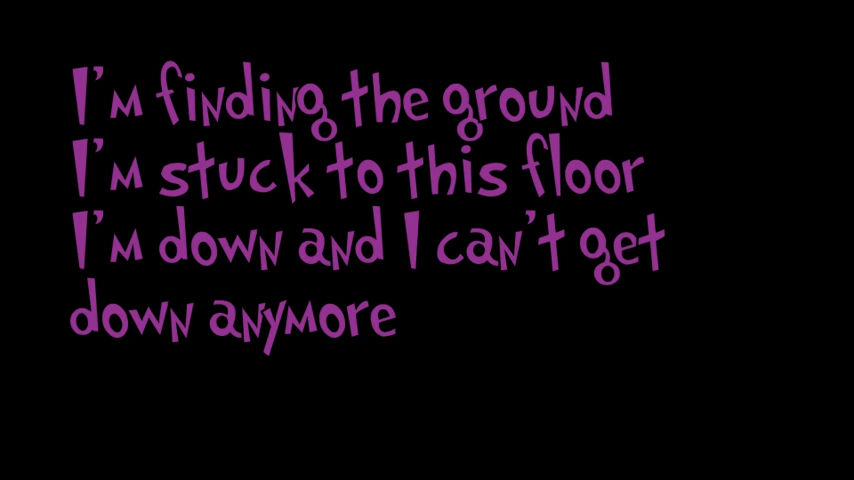 I'm finding the ground
I'm stuck to this floor
I'm down and I can't get
down anymore